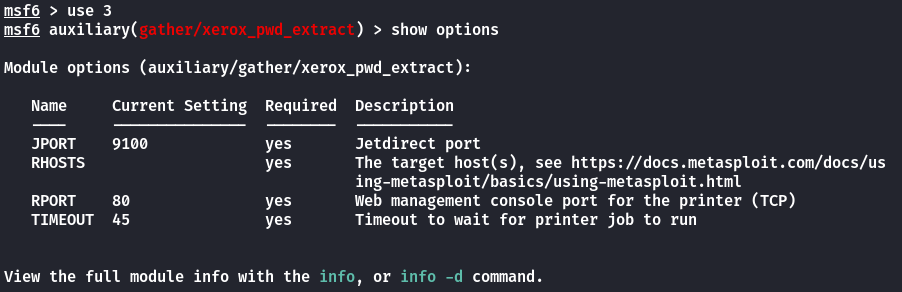 msf6 > use 3
msf6 auxiliary(gather/xerox_pwd_extract) > show options
Module options (auxiliary/gather/xerox_pwd_extract):
Name Current Setting Required Description
---- --------------- -------- -----------
JPORT 9100 yes Jetdirect port
RHOSTS yes The target host(s), see https://docs.metasploit.com/docs/us
ing-metasploit/basics/using-metasploit.html
RPORT 80 yes Web management console port for the printer (TCP)
TIMEOUT 45 yes Timeout to wait for printer job to run
View the full module info with the info, or info -d command.